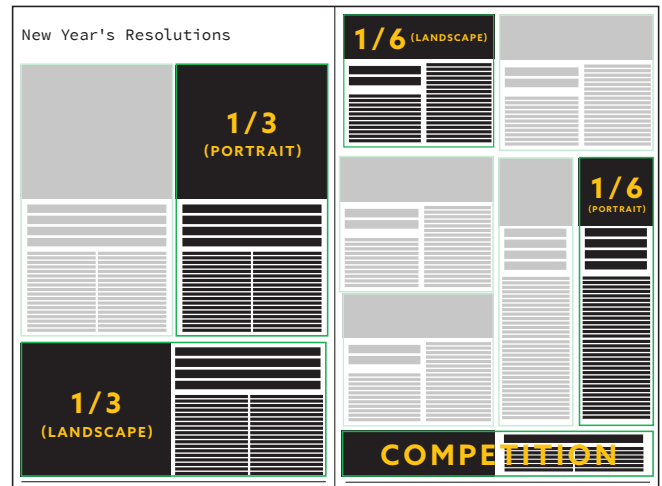 New Year's Resolutions
1/3
(PORTRAIT)
1/3
(LANDSCAPE)
1/6 (LANDSCAPE)
1/6
(PORTRAIT)
COMPETITION